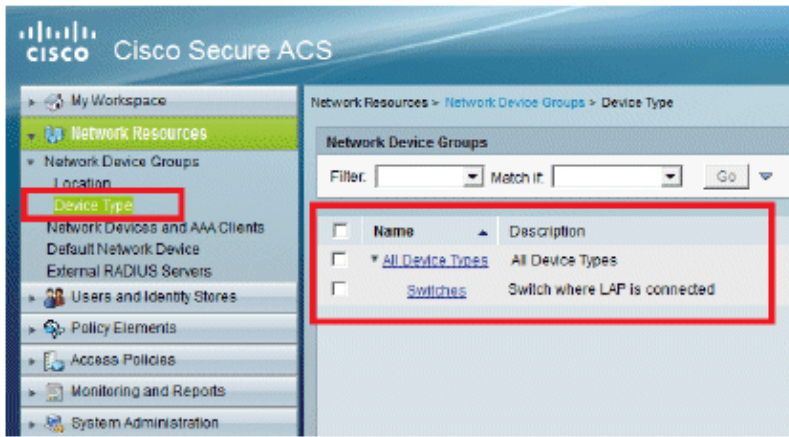 CISCO Cisco Secure ACS
My Workspace
Network Resources
Network Device Groups
Location
Device Type
Network Devices and AAA Clients
Default Network Device
External RADIUS Servers
Users and Identity Stores
Policy Elements
Access Policies
Monitoring and Reports
System Administration
Network Resources > Network Device Groups > Device Type
Network Device Groups
Filter: Match if: Go
Name Description
All Device Types All Device Types
Switches Switch where LAP is connected